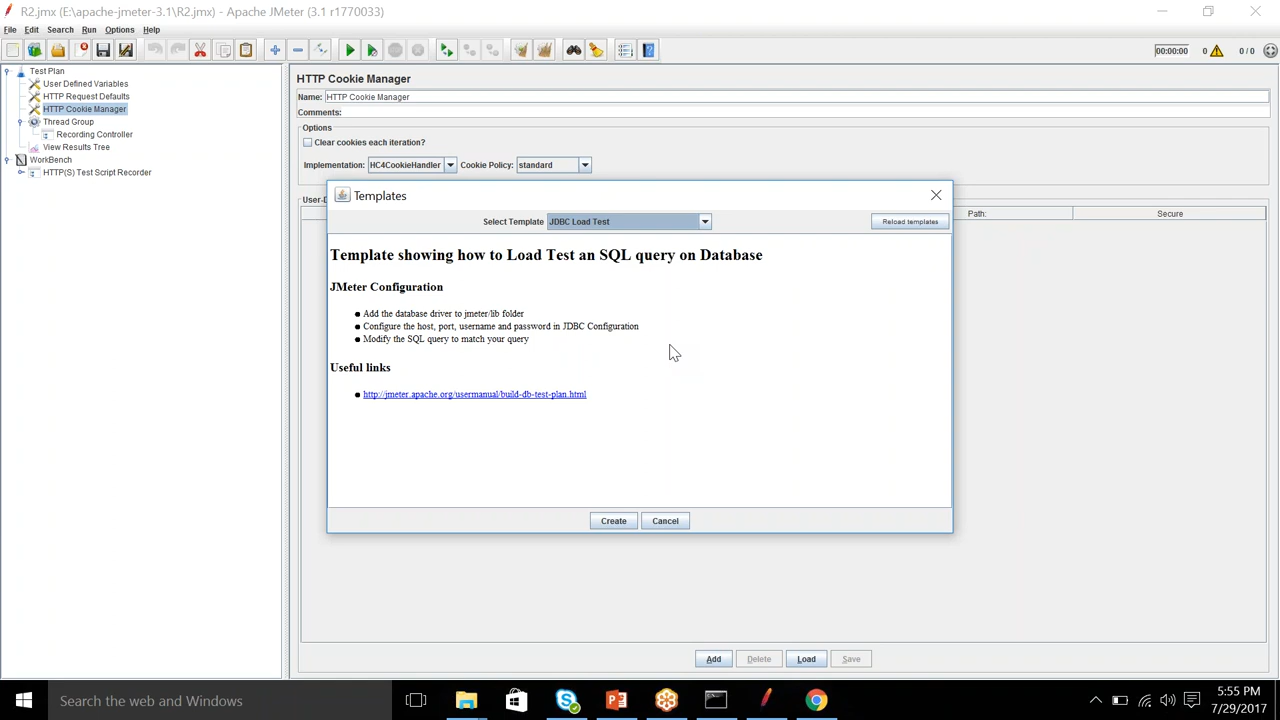 R2.jmx (E:\apache-jmeter-3.1\R2.jmx) - Apache JMeter (3.1 r1770033)
File Edit Search Run Options Help
00:00:00 0 0 / 0
Test Plan
User Defined Variables
HTTP Request Defaults
HTTP Cookie Manager
Thread Group
Recording Controller
View Results Tree
WorkBench
HTTP(S) Test Script Recorder
HTTP Cookie Manager
Name: HTTP Cookie Manager
Comments:
Options
Clear cookies each iteration?
Implementation: HC4CookieHandler Cookie Policy: standard
User-D
Path: Secure
Templates
Select Template JDBC Load Test Reload templates
Template showing how to Load Test an SQL query on Database
JMeter Configuration
Add the database driver to jmeter/lib folder
Configure the host, port, username and password in JDBC Configuration
Modify the SQL query to match your query
Useful links
http://jmeter.apache.org/usermanual/build-db-test-plan.html
Create Cancel
Add Delete Load Save
Search the web and Windows
5:55 PM
7/29/2017